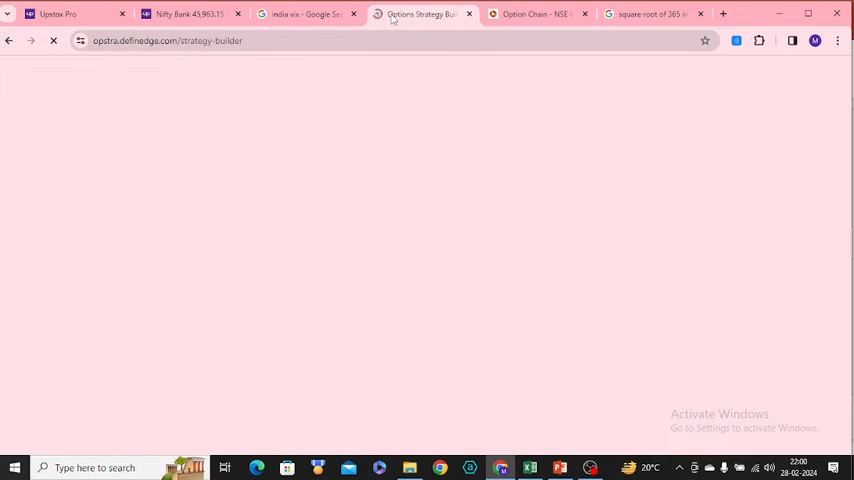 Upstox Pro
Nifty Bank 45,963.15
india vix - Google Sea
Options Strategy Buil
Option Chain - NSE I
square root of 365 in
opstra.definedge.com/strategy-builder
M
Activate Windows
Go to Settings to activate Windows.
Type here to search
20°C
22:00
28-02-2024